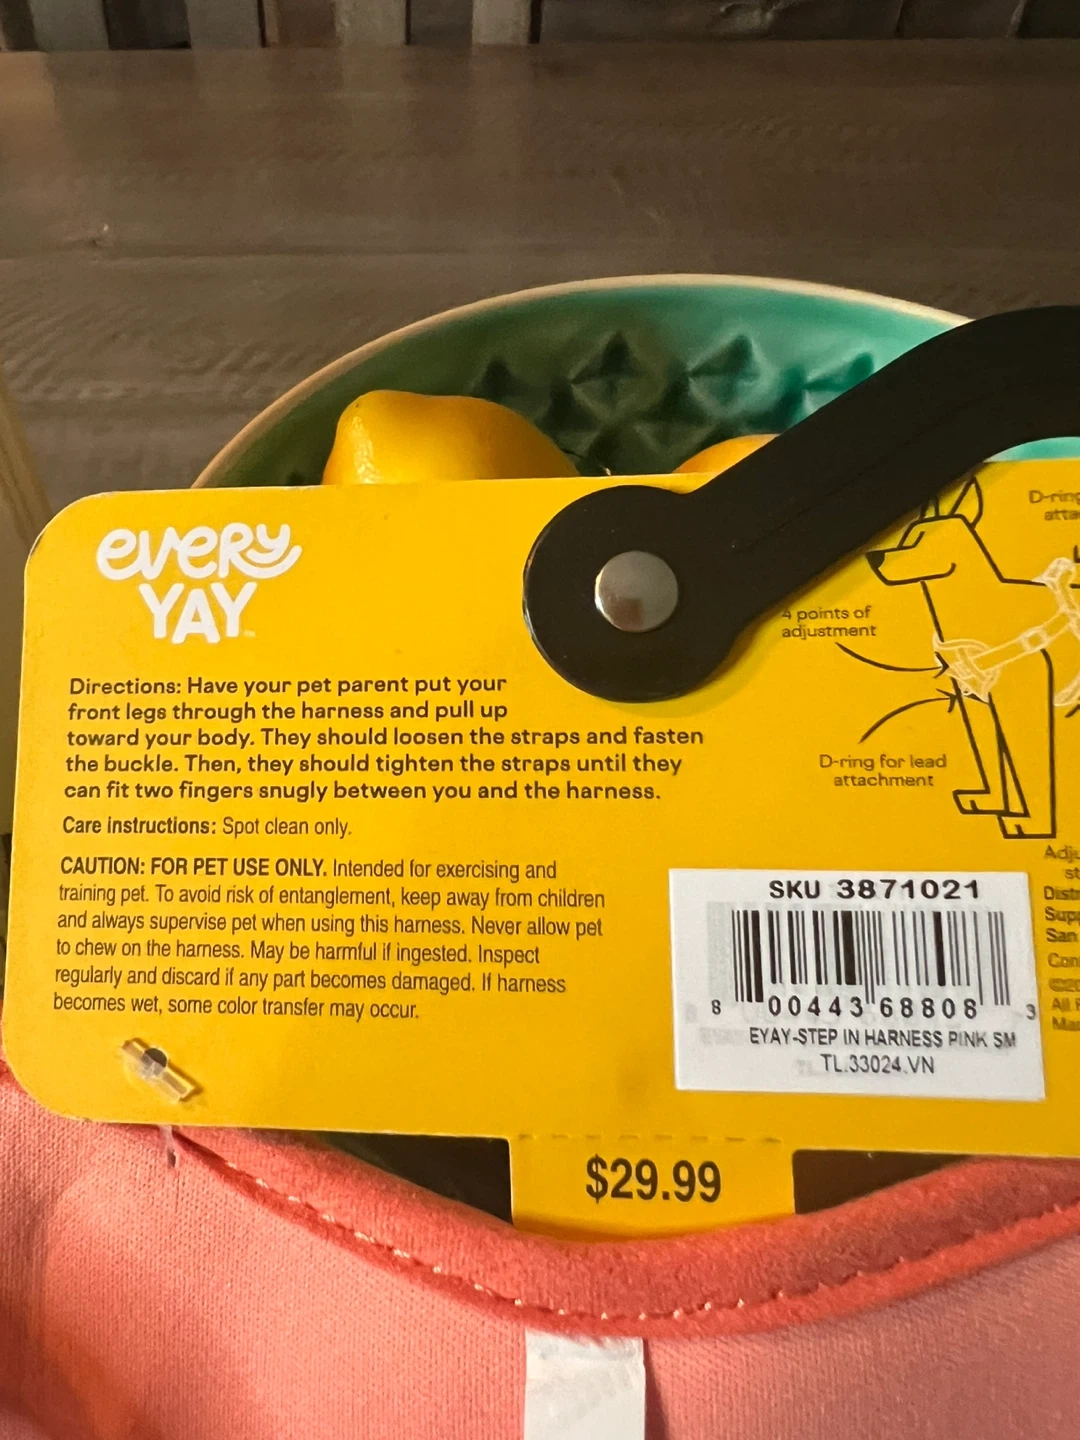 every
YAY™
Directions: Have your pet parent put your
front legs through the harness and pull up
toward your body. They should loosen the straps and fasten
the buckle. Then, they should tighten the straps until they
can fit two fingers snugly between you and the harness.
Care instructions: Spot clean only.
CAUTION: FOR PET USE ONLY. Intended for exercising and
training pet. To avoid risk of entanglement, keep away from children
and always supervise pet when using this harness. Never allow pet
to chew on the harness. May be harmful if ingested. Inspect
regularly and discard if any part becomes damaged. If harness
becomes wet, some color transfer may occur.
D-ring
4 points of
adjustment
D-ring for lead
attachment
SKU 3871021
8 00443 68808 3
EYAY-STEP IN HARNESS PINK SM
TL.33024.VN
San
$29.99